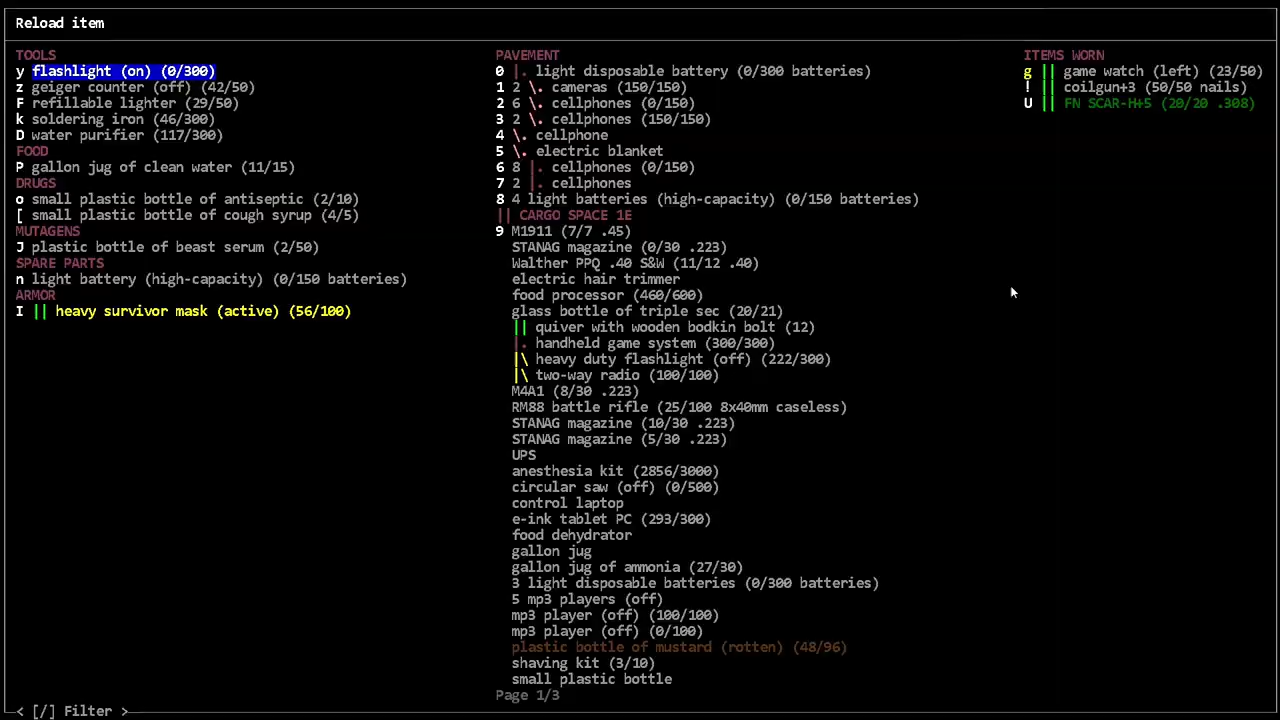 Reload item
TOOLS
y flashlight (on) (0/300)
z geiger counter (off) (42/50)
F refillable lighter (29/50)
k soldering iron (46/300)
D water purifier (117/300)
FOOD
P gallon jug of clean water (11/15)
DRUGS
o small plastic bottle of antiseptic (2/10)
[ small plastic bottle of cough syrup (4/5)
MUTAGENS
J plastic bottle of beast serum (2/50)
SPARE PARTS
n light battery (high-capacity) (0/150 batteries)
ARMOR
I || heavy survivor mask (active) (56/100)
PAVEMENT
0 |. light disposable battery (0/300 batteries)
1 2 \. cameras (150/150)
2 6 \. cellphones (0/150)
3 2 \. cellphones (150/150)
4 \. cellphone
5 \. electric blanket
6 8 |. cellphones (0/150)
7 2 |. cellphones
8 4 light batteries (high-capacity) (0/150 batteries)
|| CARGO SPACE 1E
9 M1911 (7/7 .45)
STANAG magazine (0/30 .223)
Walther PPQ .40 S&W (11/12 .40)
electric hair trimmer
food processor (460/600)
glass bottle of triple sec (20/21)
|| quiver with wooden bodkin bolt (12)
|. handheld game system (300/300)
|\ heavy duty flashlight (off) (222/300)
|\ two-way radio (100/100)
M4A1 (8/30 .223)
RM88 battle rifle (25/100 8x40mm caseless)
STANAG magazine (10/30 .223)
STANAG magazine (5/30 .223)
UPS
anesthesia kit (2856/3000)
circular saw (off) (0/500)
control laptop
e-ink tablet PC (293/300)
food dehydrator
gallon jug
gallon jug of ammonia (27/30)
3 light disposable batteries (0/300 batteries)
5 mp3 players (off)
mp3 player (off) (100/100)
mp3 player (off) (0/100)
plastic bottle of mustard (rotten) (48/96)
shaving kit (3/10)
small plastic bottle
Page 1/3
ITEMS WORN
g || game watch (left) (23/50)
! || coilgun+3 (50/50 nails)
U || FN SCAR-H+5 (20/20 .308)
< [/] Filter >